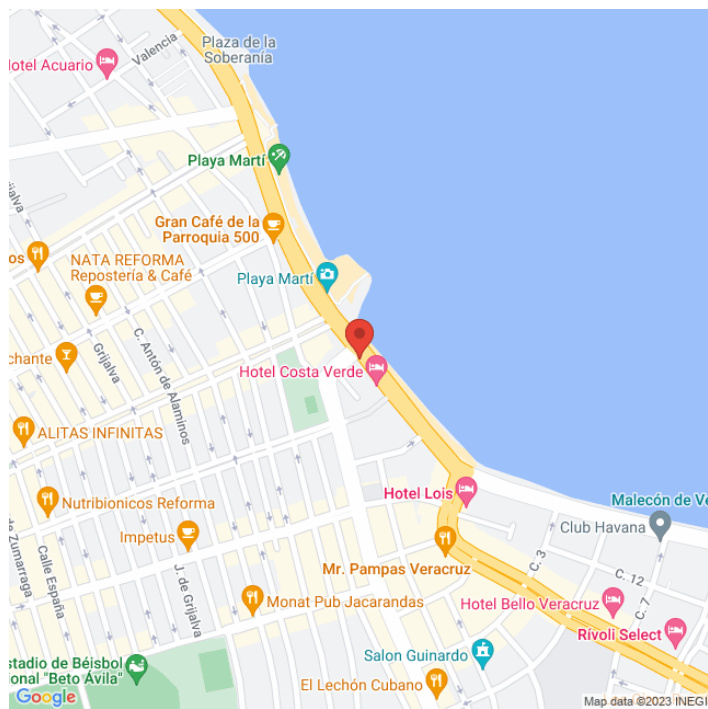 Plaza de la
Soberanía
Valencia
Hotel Acuario
Playa Martí
Gran Café de la
Parroquia 500
NATA REFORMA
Repostería & Café
Playa Martí
Grijalva
C. Antón de Alaminos
Hotel Costa Verde
ALITAS INFINITAS
Hotel Lois
Malecón de Ve
Nutribionicos Reforma
Club Havana
Impetus
de Zumarraga
Calle España
J. de Grijalva
Mr. Pampas Veracruz
C. 3
C. 12
C. 7
Monat Pub Jacarandas
Hotel Bello Veracruz
Rívoli Select
Salon Guinardo
stadio de Béisbol
ional "Beto Ávila"
El Lechón Cubano
Google
Map data ©2023 INEGI